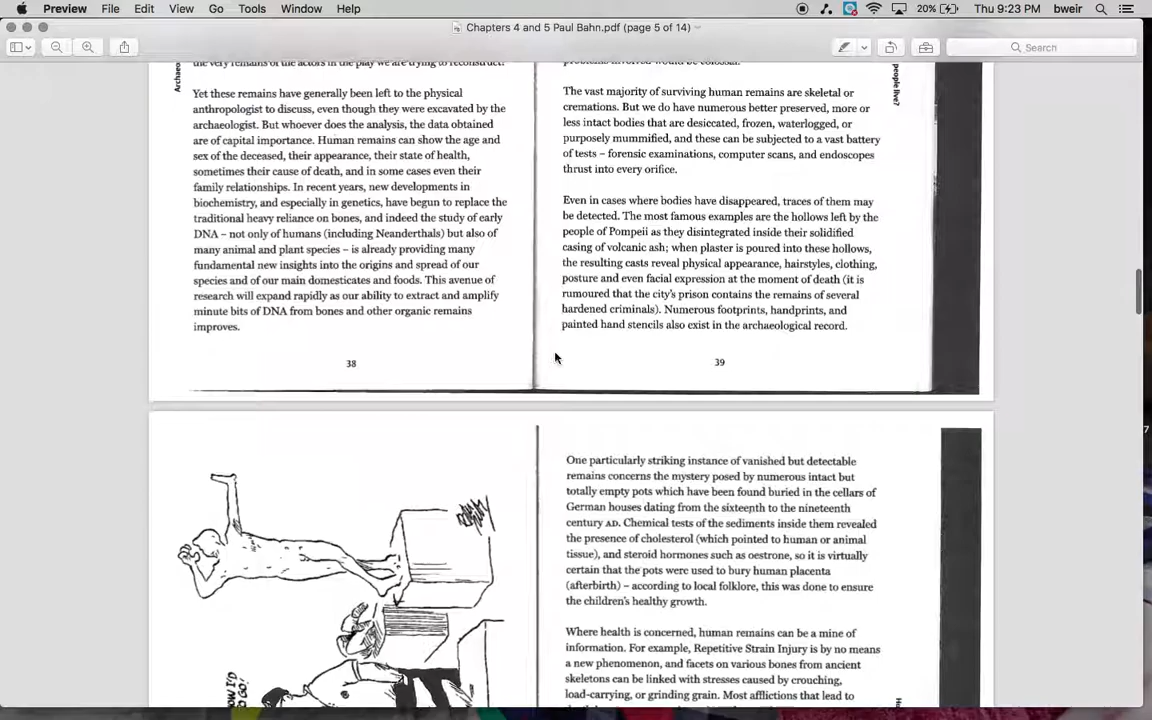 Preview File Edit View Go Tools Window Help
20% Thu 9:23 PM bweir
Chapters 4 and 5 Paul Bahn.pdf (page 5 of 14)
Search
Archaeo
the very remains of the actors in the play we are trying to reconstruct!
Yet these remains have generally been left to the physical
anthropologist to discuss, even though they were excavated by the
archaeologist. But whoever does the analysis, the data obtained
are of capital importance. Human remains can show the age and
sex of the deceased, their appearance, their state of health,
sometimes their cause of death, and in some cases even their
family relationships. In recent years, new developments in
biochemistry, and especially in genetics, have begun to replace the
traditional heavy reliance on bones, and indeed the study of early
DNA – not only of humans (including Neanderthals) but also of
many animal and plant species – is already providing many
fundamental new insights into the origins and spread of our
species and of our main domesticates and foods. This avenue of
research will expand rapidly as our ability to extract and amplify
minute bits of DNA from bones and other organic remains
improves.
38
problems involved would be colossal.
people live?
The vast majority of surviving human remains are skeletal or
cremations. But we do have numerous better preserved, more or
less intact bodies that are desiccated, frozen, waterlogged, or
purposely mummified, and these can be subjected to a vast battery
of tests – forensic examinations, computer scans, and endoscopes
thrust into every orifice.
Even in cases where bodies have disappeared, traces of them may
be detected. The most famous examples are the hollows left by the
people of Pompeii as they disintegrated inside their solidified
casing of volcanic ash; when plaster is poured into these hollows,
the resulting casts reveal physical appearance, hairstyles, clothing,
posture and even facial expression at the moment of death (it is
rumoured that the city's prison contains the remains of several
hardened criminals). Numerous footprints, handprints, and
painted hand stencils also exist in the archaeological record.
39
One particularly striking instance of vanished but detectable
remains concerns the mystery posed by numerous intact but
totally empty pots which have been found buried in the cellars of
German houses dating from the sixteenth to the nineteenth
century AD. Chemical tests of the sediments inside them revealed
the presence of cholesterol (which pointed to human or animal
tissue), and steroid hormones such as oestrone, so it is virtually
certain that the pots were used to bury human placenta
(afterbirth) – according to local folklore, this was done to ensure
the children's healthy growth.
Where health is concerned, human remains can be a mine of
information. For example, Repetitive Strain Injury is by no means
a new phenomenon, and facets on various bones from ancient
skeletons can be linked with stresses caused by crouching,
load-carrying, or grinding grain. Most afflictions that lead to